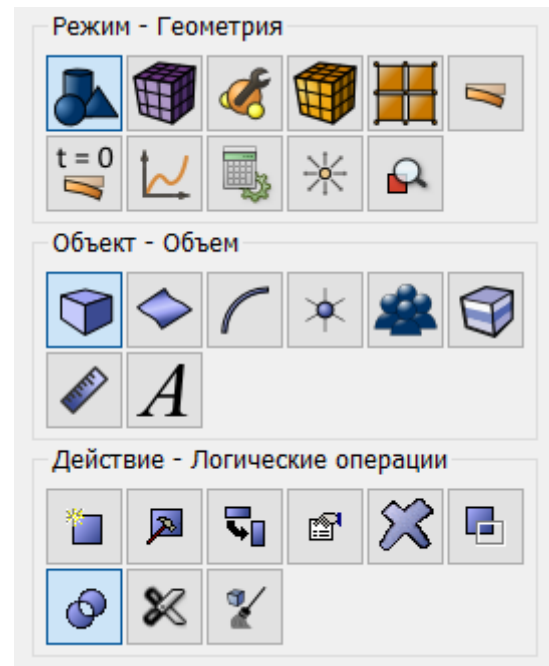 Режим - Геометрия
t = 0
Объект - Объем
A
Действие - Логические операции